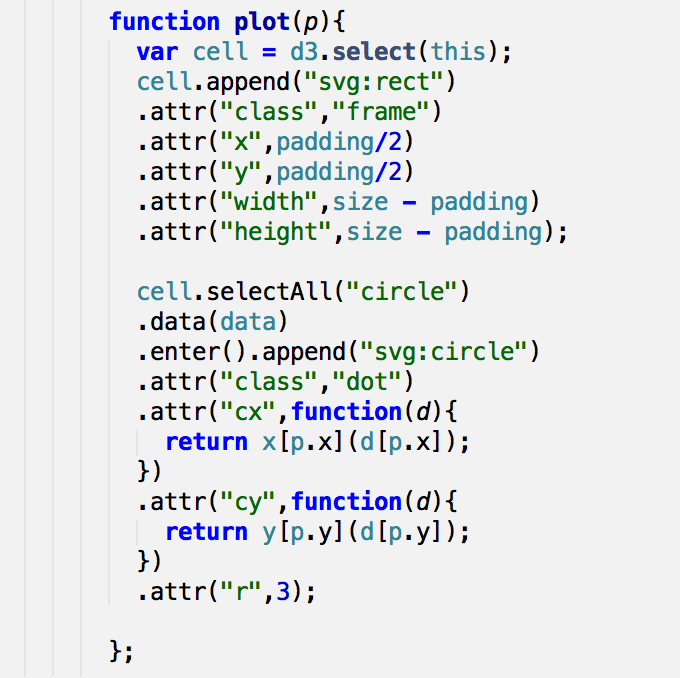 function plot(p){
var cell = d3.select(this);
cell.append("svg:rect")
.attr("class","frame")
.attr("x",padding/2)
.attr("y",padding/2)
.attr("width",size – padding)
.attr("height",size – padding);
cell.selectAll("circle")
.data(data)
.enter().append("svg:circle")
.attr("class","dot")
.attr("cx",function(d){
return x[p.x](d[p.x]);
})
.attr("cy",function(d){
return y[p.y](d[p.y]);
})
.attr("r",3);
};